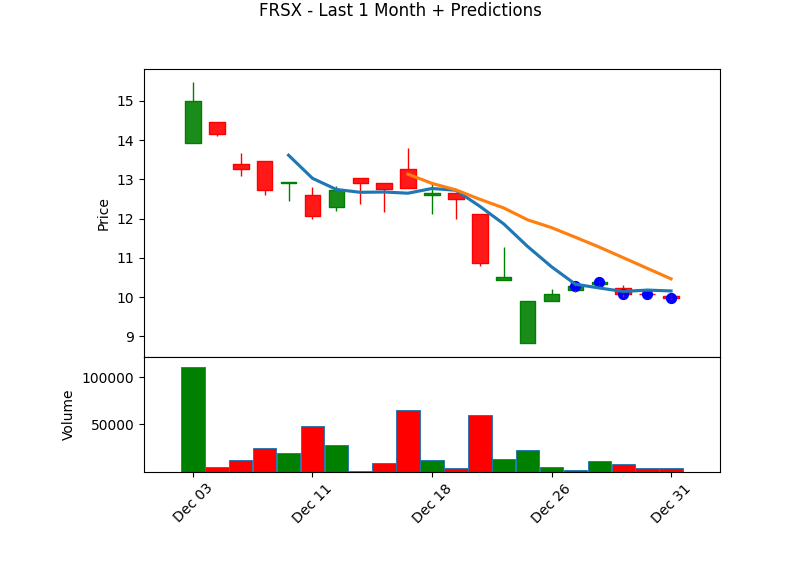 FRSX - Last 1 Month + Predictions
Price
15
14
13
12
11
10
9
Volume
100000
50000
Dec 03
Dec 11
Dec 18
Dec 26
Dec 31